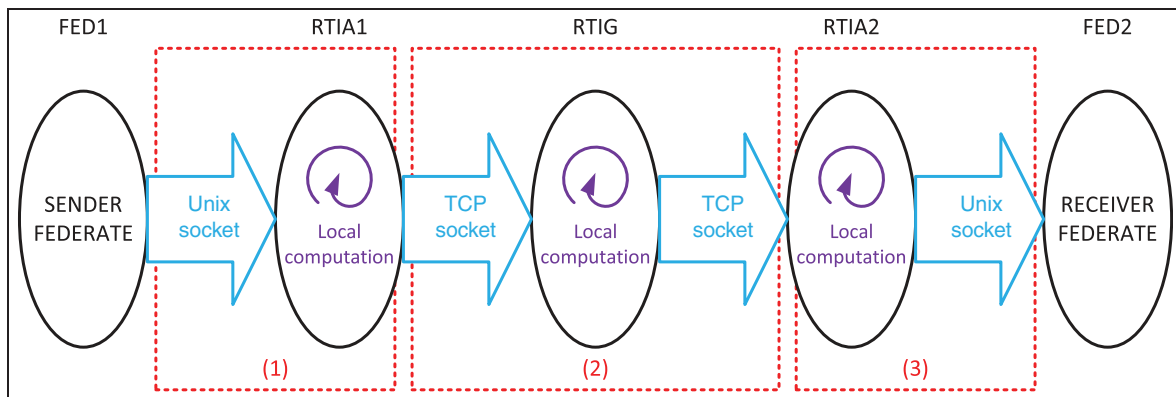 FED1
RTIA1
RTIG
RTIA2
FED2
SENDER
FEDERATE
Unix
socket
Local
computation
TCP
socket
Local
computation
TCP
socket
Local
computation
Unix
socket
RECEIVER
FEDERATE
(1)
(2)
(3)